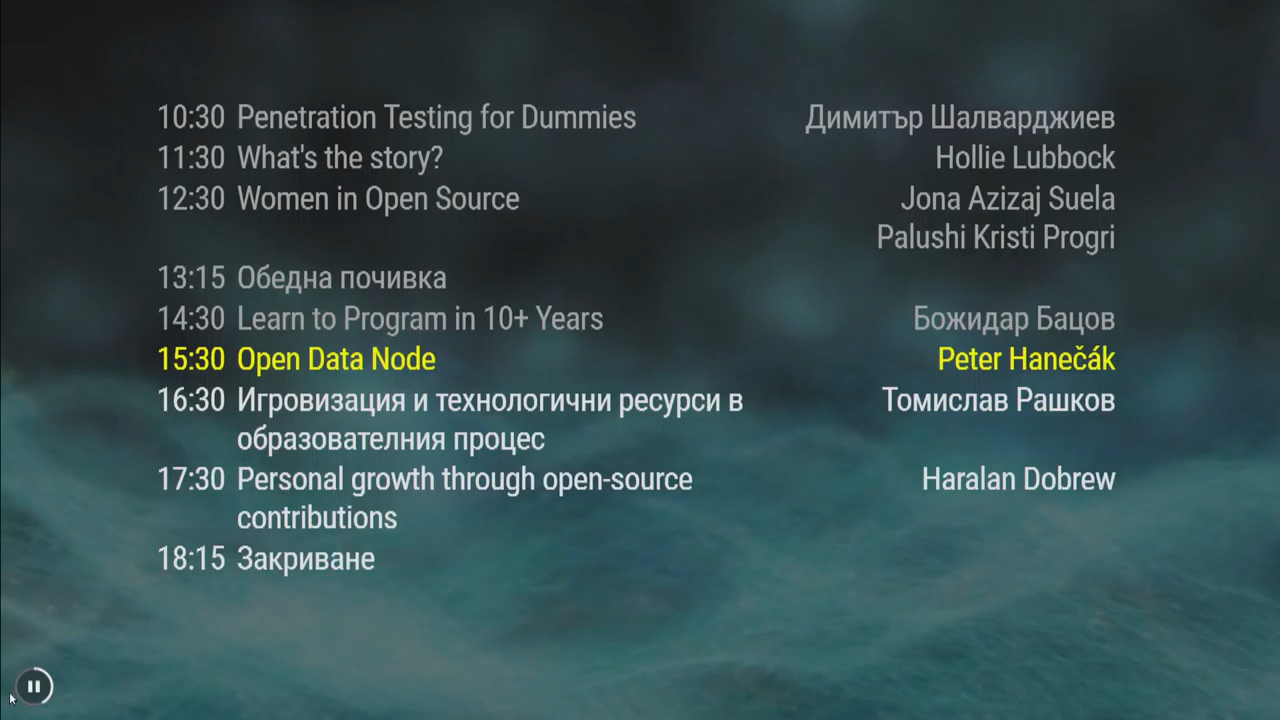 10:30 Penetration Testing for Dummies Димитър Шалварджиев
11:30 What's the story? Hollie Lubbock
12:30 Women in Open Source Jona Azizaj Suela
Palushi Kristi Progri
13:15 Обедна почивка
14:30 Learn to Program in 10+ Years Божидар Бацов
15:30 Open Data Node Peter Hanečák
16:30 Игровизация и технологични ресурси в Томислав Рашков
образователния процес
17:30 Personal growth through open-source Haralan Dobrew
contributions
18:15 Закриване